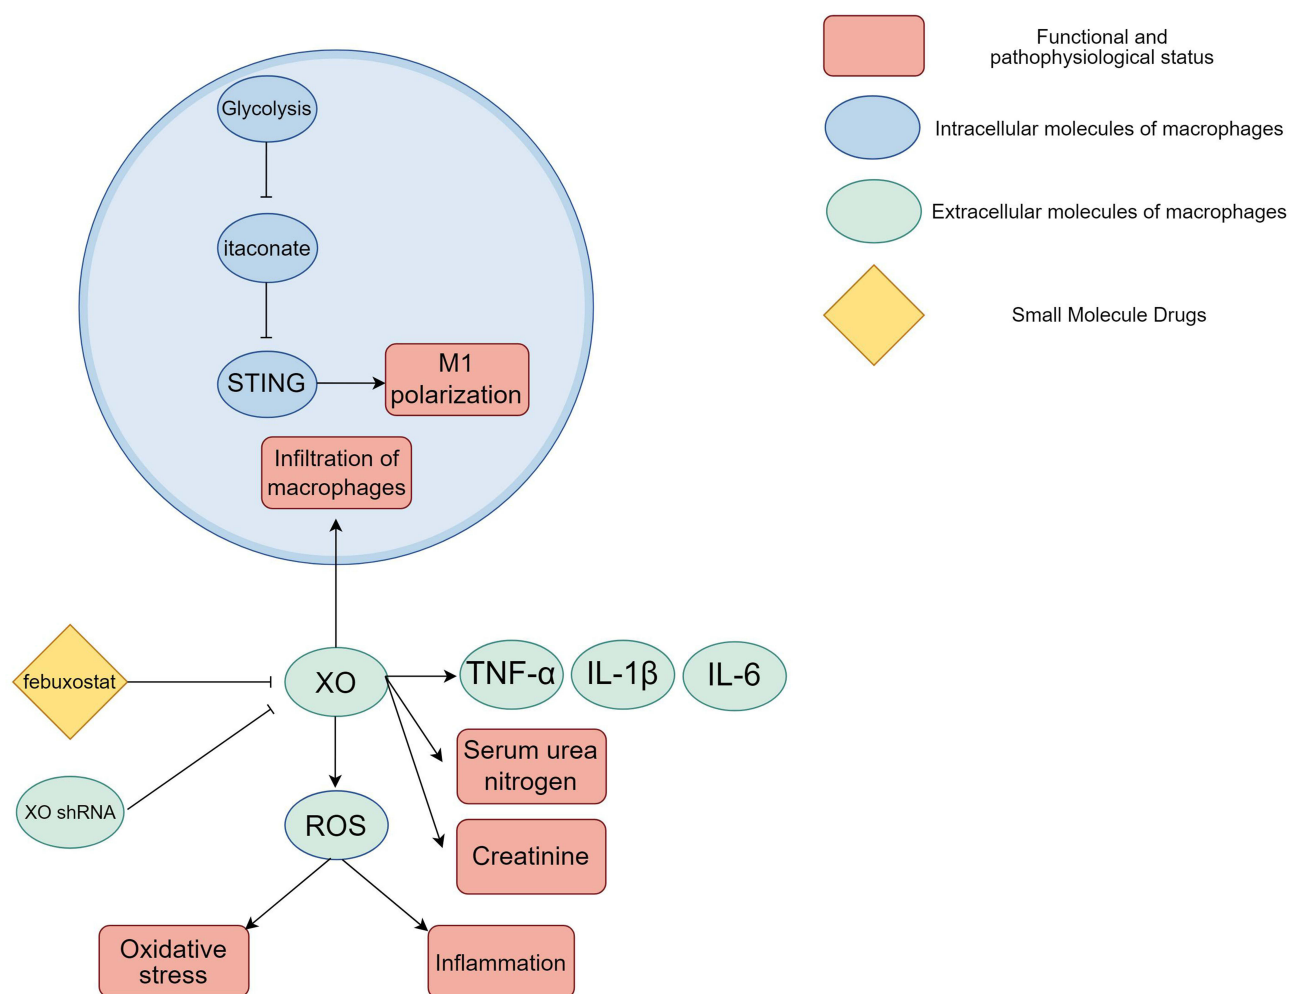 Glycolysis
itaconate
STING
M1
polarization
Infiltration of
macrophages
febuxostat
XO shRNA
XO
TNF-α
IL-1β
IL-6
Serum urea
nitrogen
Creatinine
ROS
Oxidative
stress
Inflammation
Functional and
pathophysiological status
Intracellular molecules of macrophages
Extracellular molecules of macrophages
Small Molecule Drugs